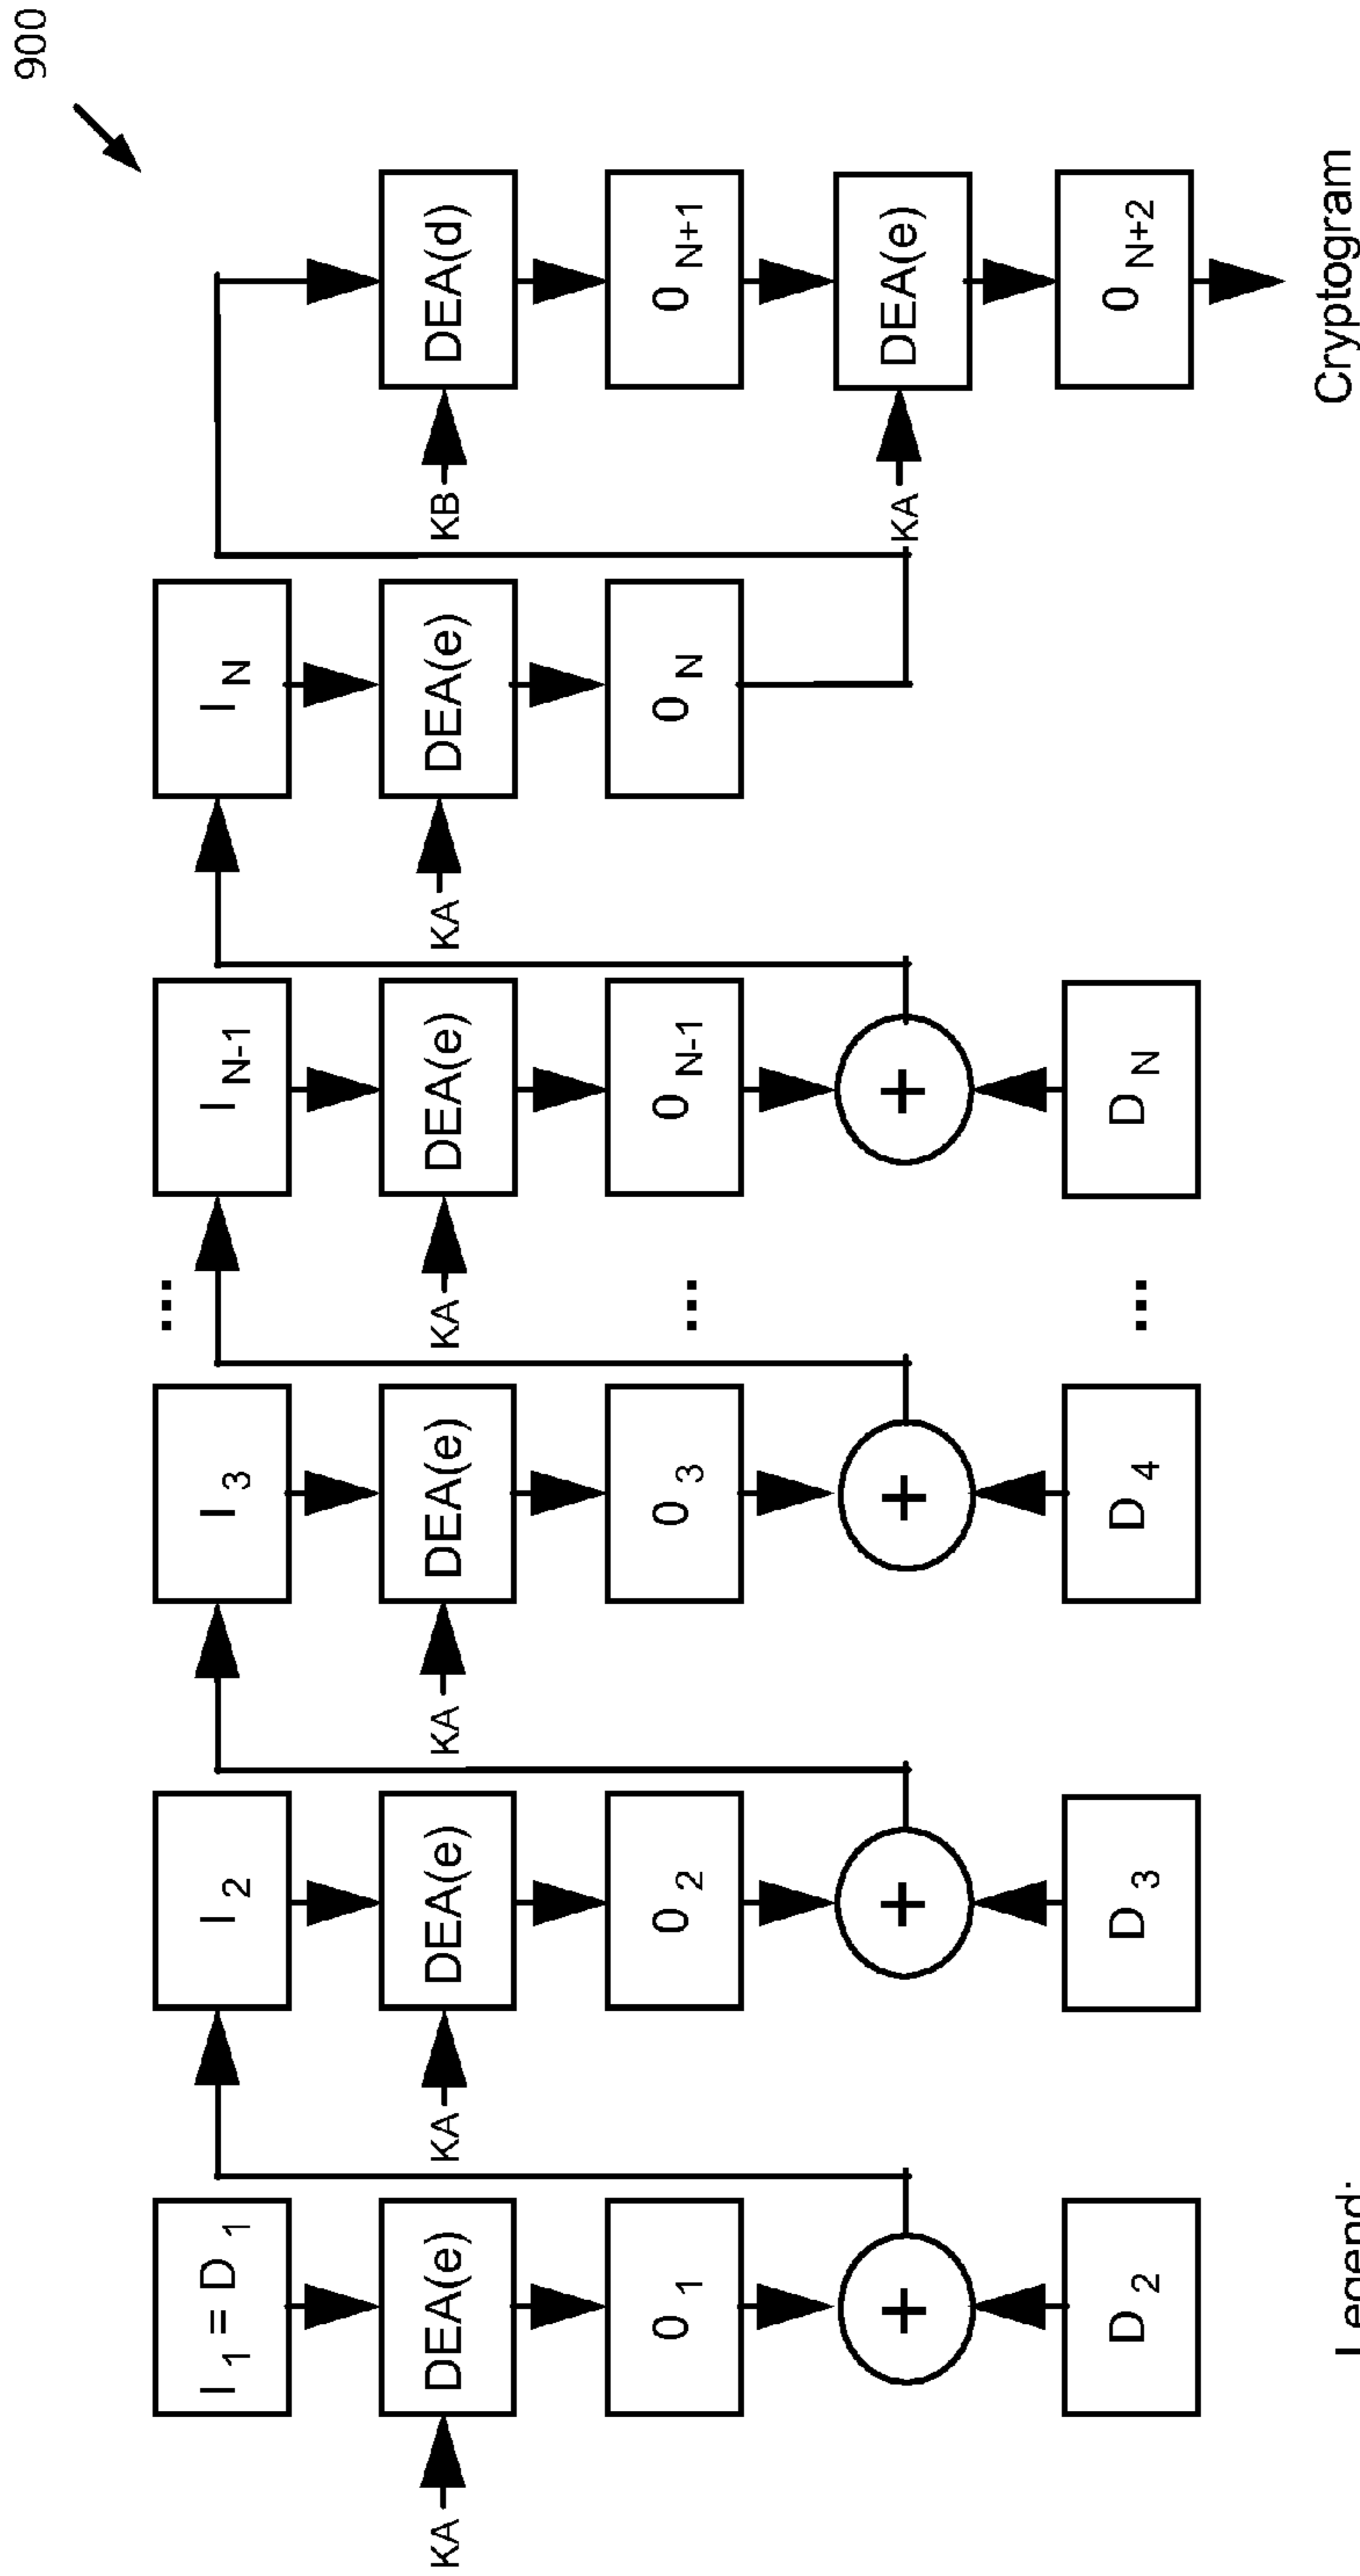 900
I 1 = D 1 I 2 I 3 ... I N-1 I N
KA DEA(e) KA DEA(e) KA DEA(e) KA DEA(e) KA DEA(e) KB DEA(d)
0 1 0 2 0 3 ... 0 N-1 0 N 0 N+1
+ + + + KA DEA(e)
D 2 D 3 D 4 ... D N 0 N+2
Legend: Cryptogram